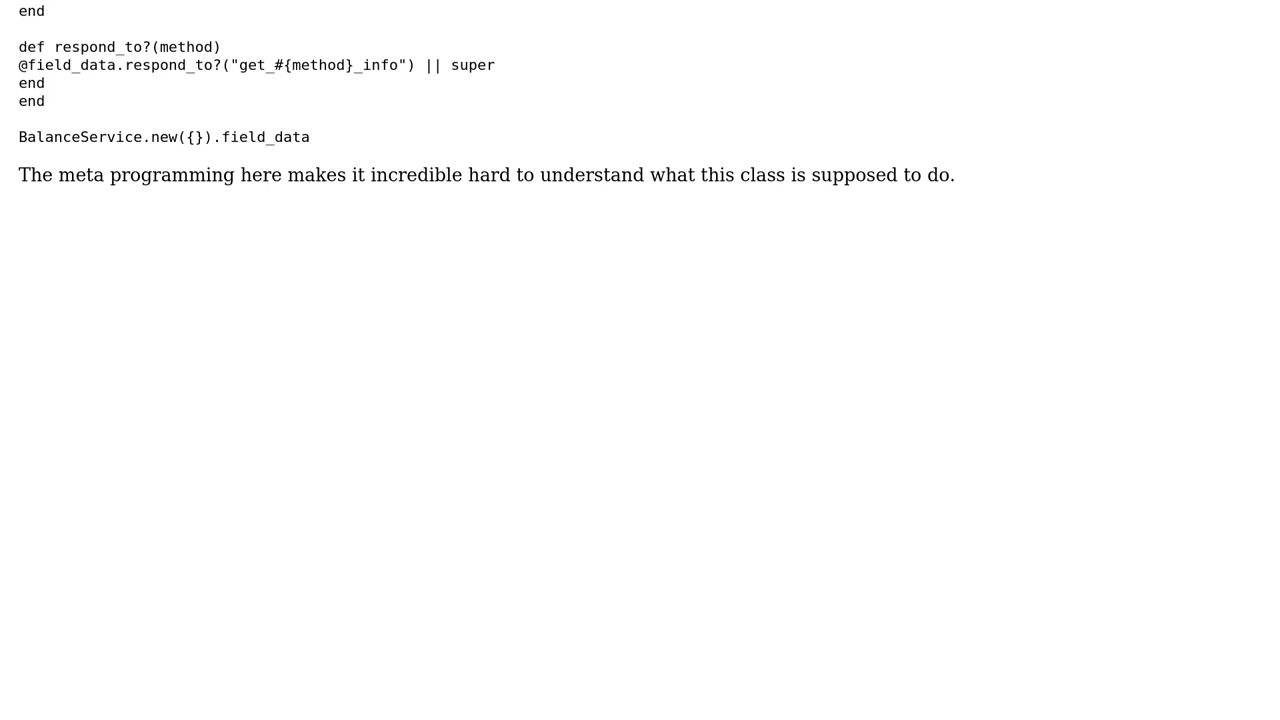 end
def respond_to?(method)
@field_data.respond_to?("get_#{method}_info") || super
end
end
BalanceService.new({}).field_data
The meta programming here makes it incredible hard to understand what this class is supposed to do.